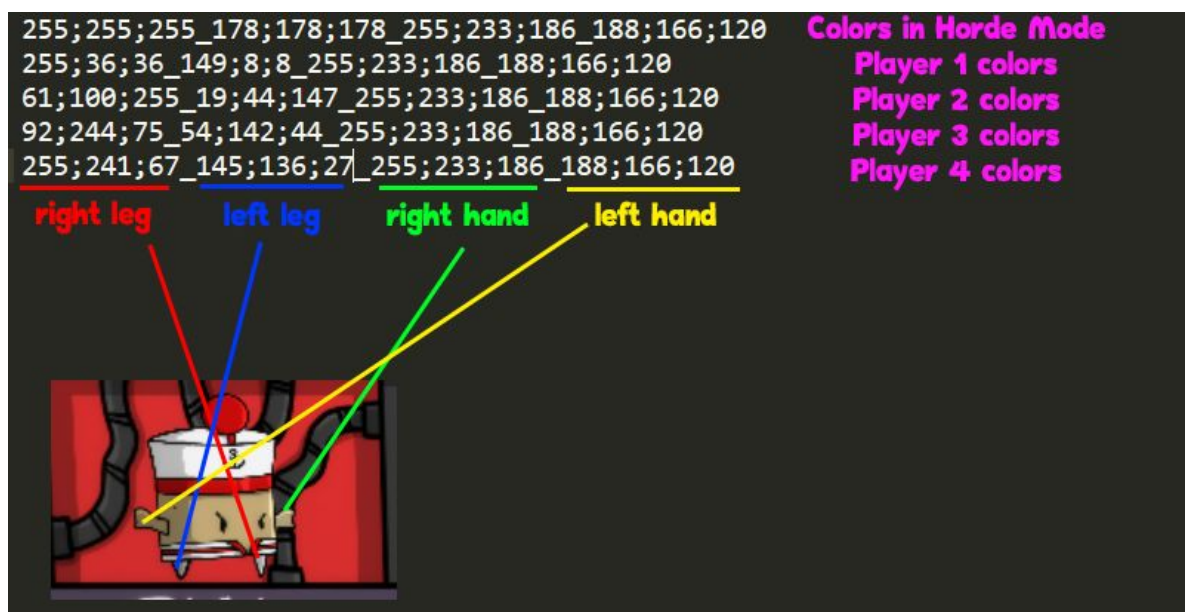 255;255;255_178;178;178_255;233;186_188;166;120 Colors in Horde Mode
255;36;36_149;8;8_255;233;186_188;166;120 Player 1 colors
61;100;255_19;44;147_255;233;186_188;166;120 Player 2 colors
92;244;75_54;142;44_255;233;186_188;166;120 Player 3 colors
255;241;67_145;136;27_255;233;186_188;166;120 Player 4 colors
right leg left leg right hand left hand